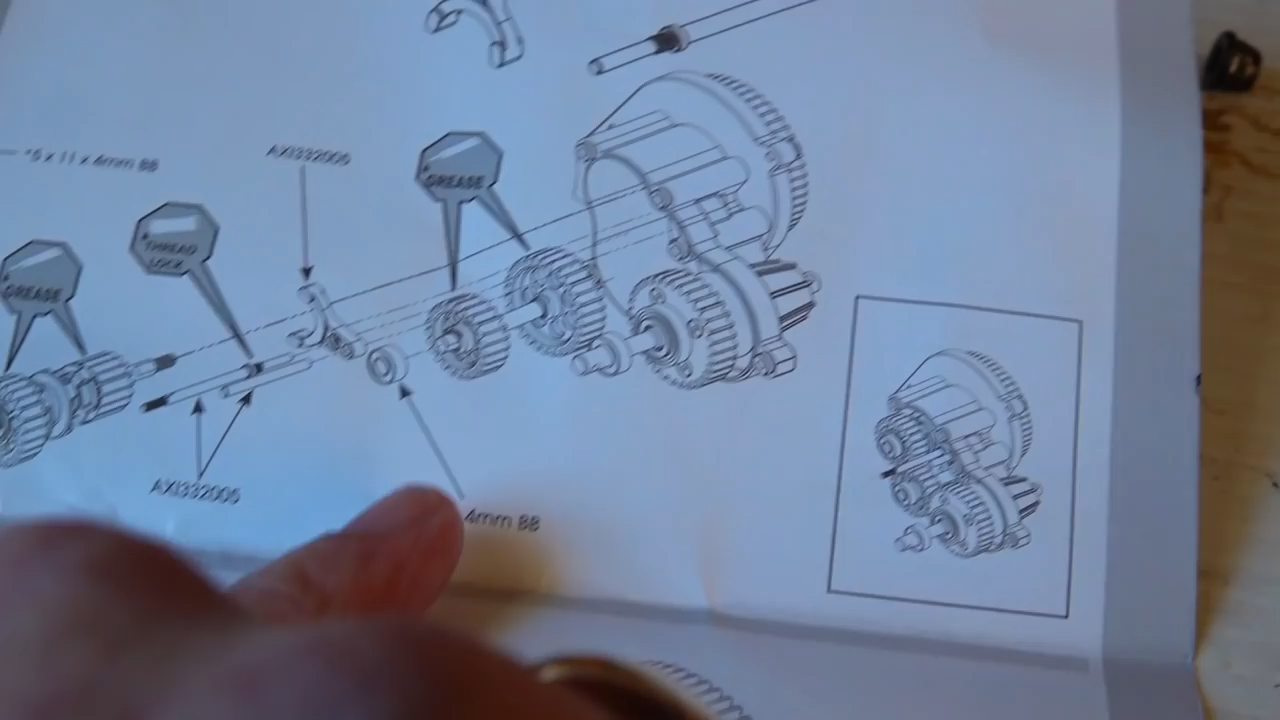 *5 x 11 x 4mm BB
AXI332005
GREASE
THREAD
LOCK
GREASE
AXI332005
4mm BB